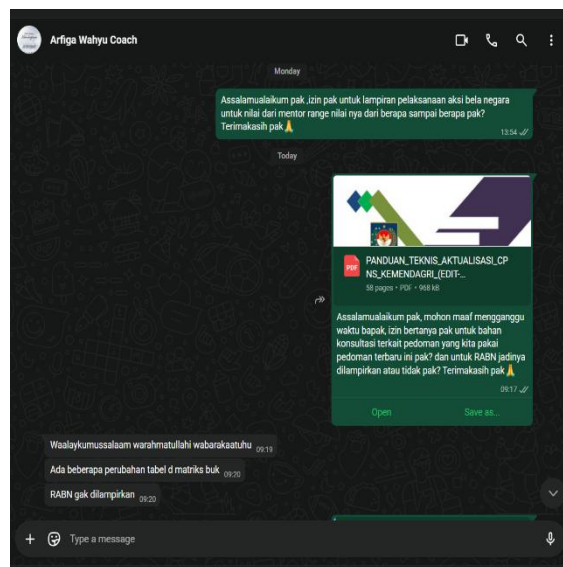 Arfiga Wahyu Coach
Monday
Assalamualaikum pak ,izin pak untuk lampiran pelaksanaan aksi bela negara
untuk nilai dari mentor range nilai nya dari berapa sampai berapa pak?
Terimakasih pak🙏
13:54
Today
PDF
PANDUAN_TEKNIS_AKTUALISASI_CP
NS_KEMENDAGRI_(EDIT-...
58 pages • PDF • 968 kB
Assalamualaikum pak, mohon maaf mengganggu
waktu bapak, izin bertanya pak untuk bahan
konsultasi terkait pedoman yang kita pakai
pedoman terbaru ini pak? dan untuk RABN jadinya
dilampirkan atau tidak pak? Terimakasih pak🙏
09:17
Open Save as...
Waalaykumussalaam warahmatullahi wabarakaatuhu 09:19
Ada beberapa perubahan tabel d matriks buk 09:20
RABN gak dilampirkan 09:20
Type a message